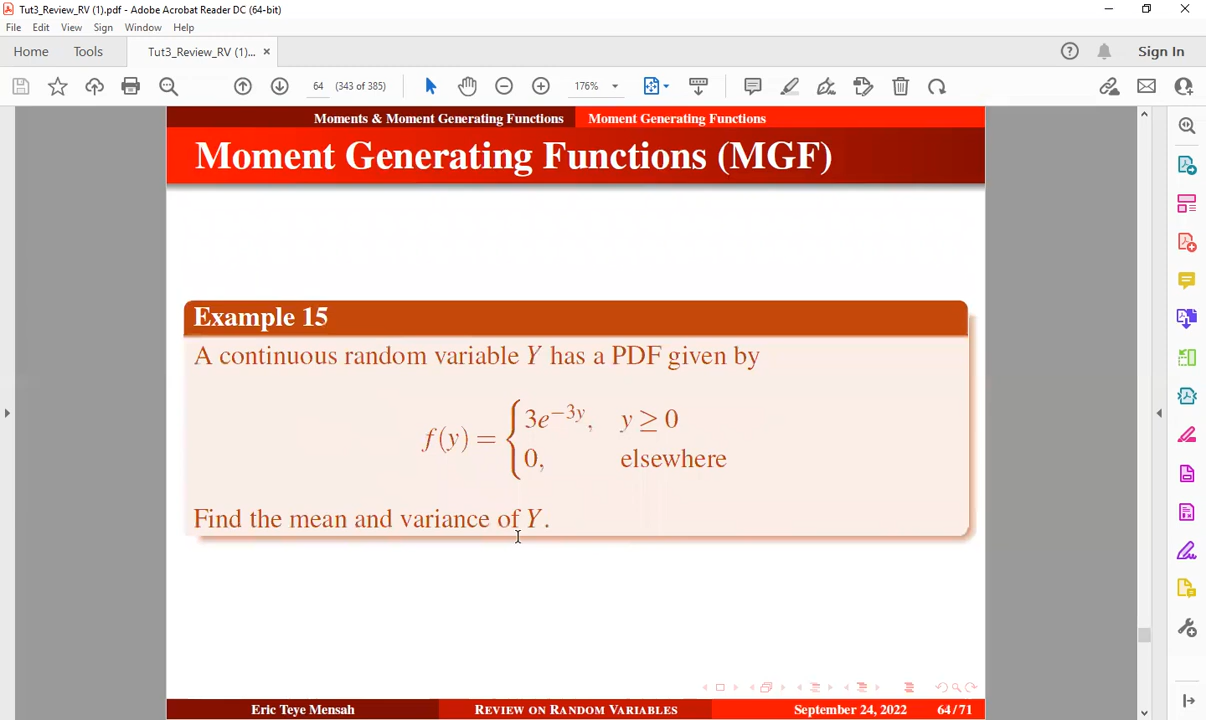 Tut3_Review_RV (1).pdf - Adobe Acrobat Reader DC (64-bit)
File Edit View Sign Window Help
Home Tools Tut3_Review_RV (1)... × Sign In
64 (343 of 385) 176%
Moments & Moment Generating Functions Moment Generating Functions
Moment Generating Functions (MGF)
Example 15
A continuous random variable Y has a PDF given by
f(y) = { 3e^{−3y}, y ≥ 0
0, elsewhere
Find the mean and variance of Y.
Eric Teye Mensah REVIEW ON RANDOM VARIABLES September 24, 2022 64/71